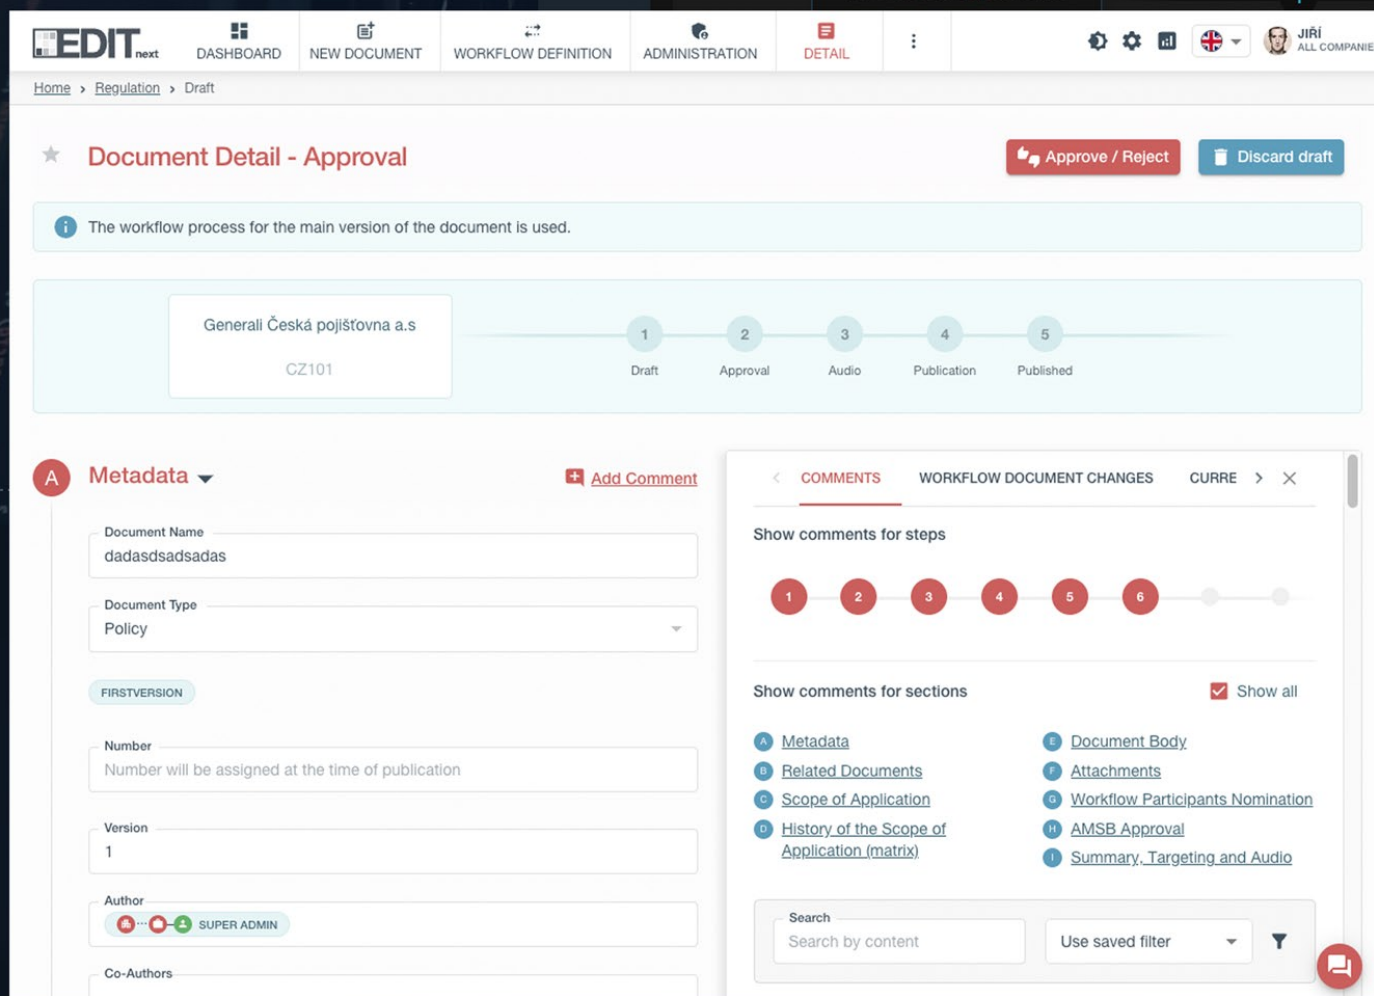 EDIT next
DASHBOARD
NEW DOCUMENT
WORKFLOW DEFINITION
ADMINISTRATION
DETAIL
JIŘÍ
ALL COMPANIE
Home › Regulation › Draft
Document Detail - Approval
Approve / Reject
Discard draft
i The workflow process for the main version of the document is used.
Generali Česká pojišťovna a.s
CZ101
1 2 3 4 5
Draft Approval Audio Publication Published
A Metadata
Add Comment
Document Name
dadasdsadsadas
Document Type
Policy
FIRSTVERSION
Number
Number will be assigned at the time of publication
Version
1
Author
SUPER ADMIN
Co-Authors
COMMENTS WORKFLOW DOCUMENT CHANGES CURRE
Show comments for steps
1 2 3 4 5 6
Show comments for sections
Show all
A Metadata
B Related Documents
C Scope of Application
D History of the Scope of
Application (matrix)
E Document Body
F Attachments
G Workflow Participants Nomination
H AMSB Approval
I Summary, Targeting and Audio
Search
Search by content
Use saved filter